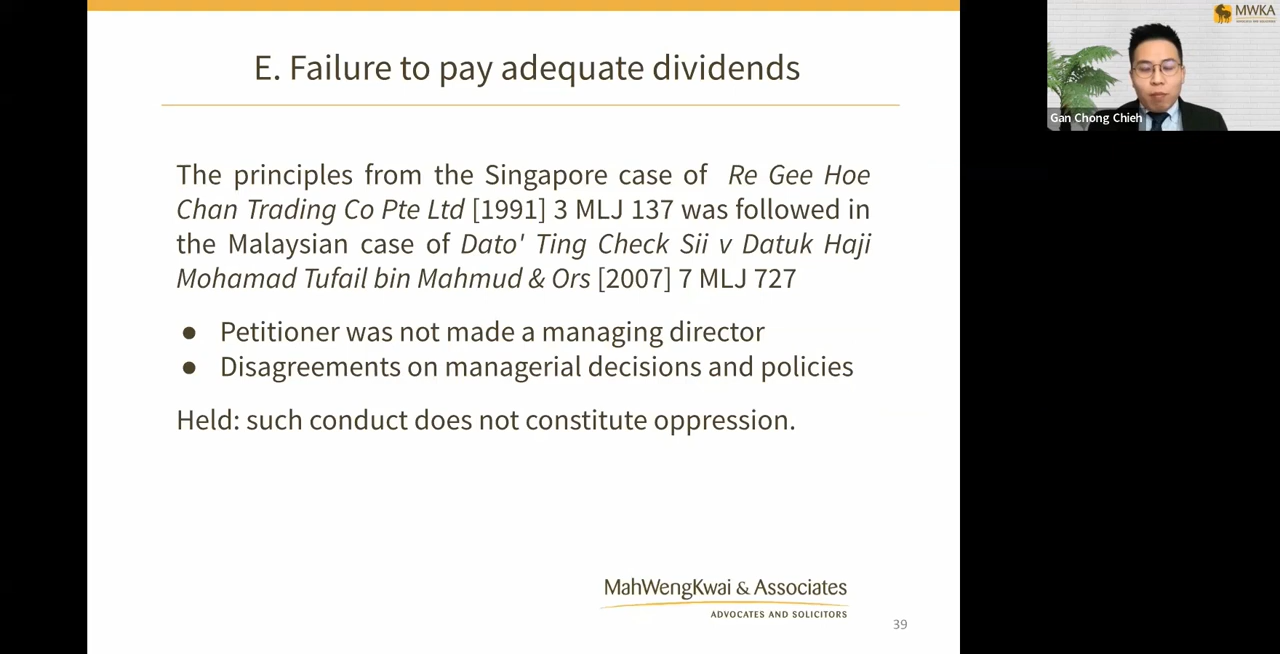 E. Failure to pay adequate dividends
The principles from the Singapore case of Re Gee Hoe
Chan Trading Co Pte Ltd [1991] 3 MLJ 137 was followed in
the Malaysian case of Dato' Ting Check Sii v Datuk Haji
Mohamad Tufail bin Mahmud & Ors [2007] 7 MLJ 727
● Petitioner was not made a managing director
● Disagreements on managerial decisions and policies
Held: such conduct does not constitute oppression.
MahWengKwai & Associates
ADVOCATES AND SOLICITORS
39
MWKA
Gan Chong Chieh